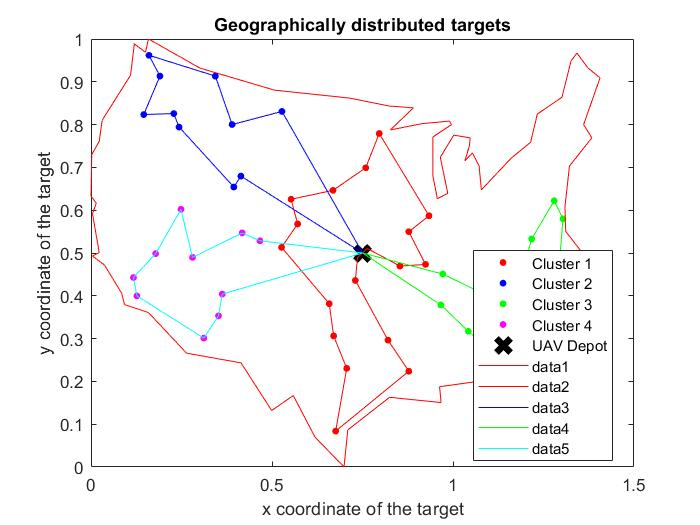 Geographically distributed targets
1
0.9
0.8
0.7
0.6
0.5
0.4
0.3
0.2
0.1
0
y coordinate of the target
0
0.5
1
1.5
x coordinate of the target
Cluster 1
Cluster 2
Cluster 3
Cluster 4
UAV Depot
data1
data2
data3
data4
data5